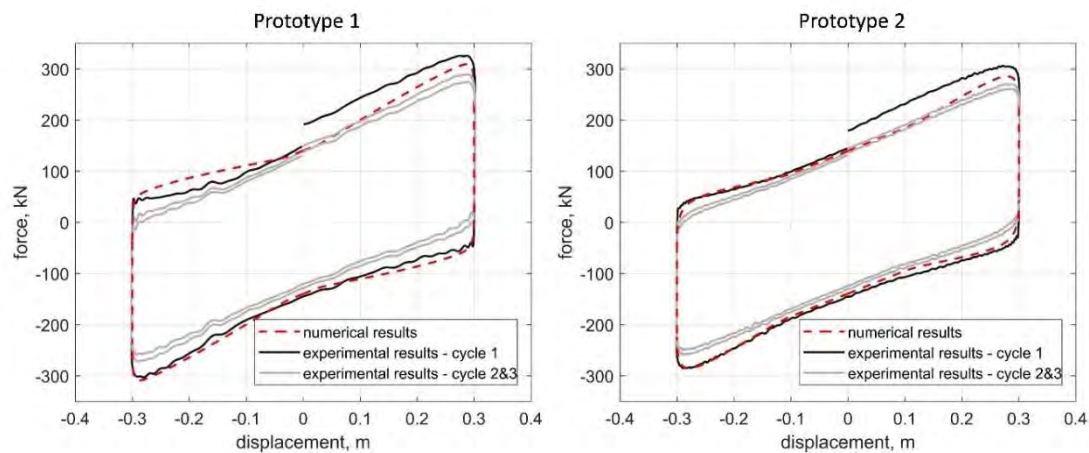 Prototype 1
300
200
100
0
-100
-200
-300
force, kN
numerical results
experimental results - cycle 1
experimental results - cycle 2&3
-0.4 -0.3 -0.2 -0.1 0 0.1 0.2 0.3 0.4
displacement, m
Prototype 2
300
200
100
0
-100
-200
-300
force, kN
numerical results
experimental results - cycle 1
experimental results - cycle 2&3
-0.4 -0.3 -0.2 -0.1 0 0.1 0.2 0.3 0.4
displacement, m